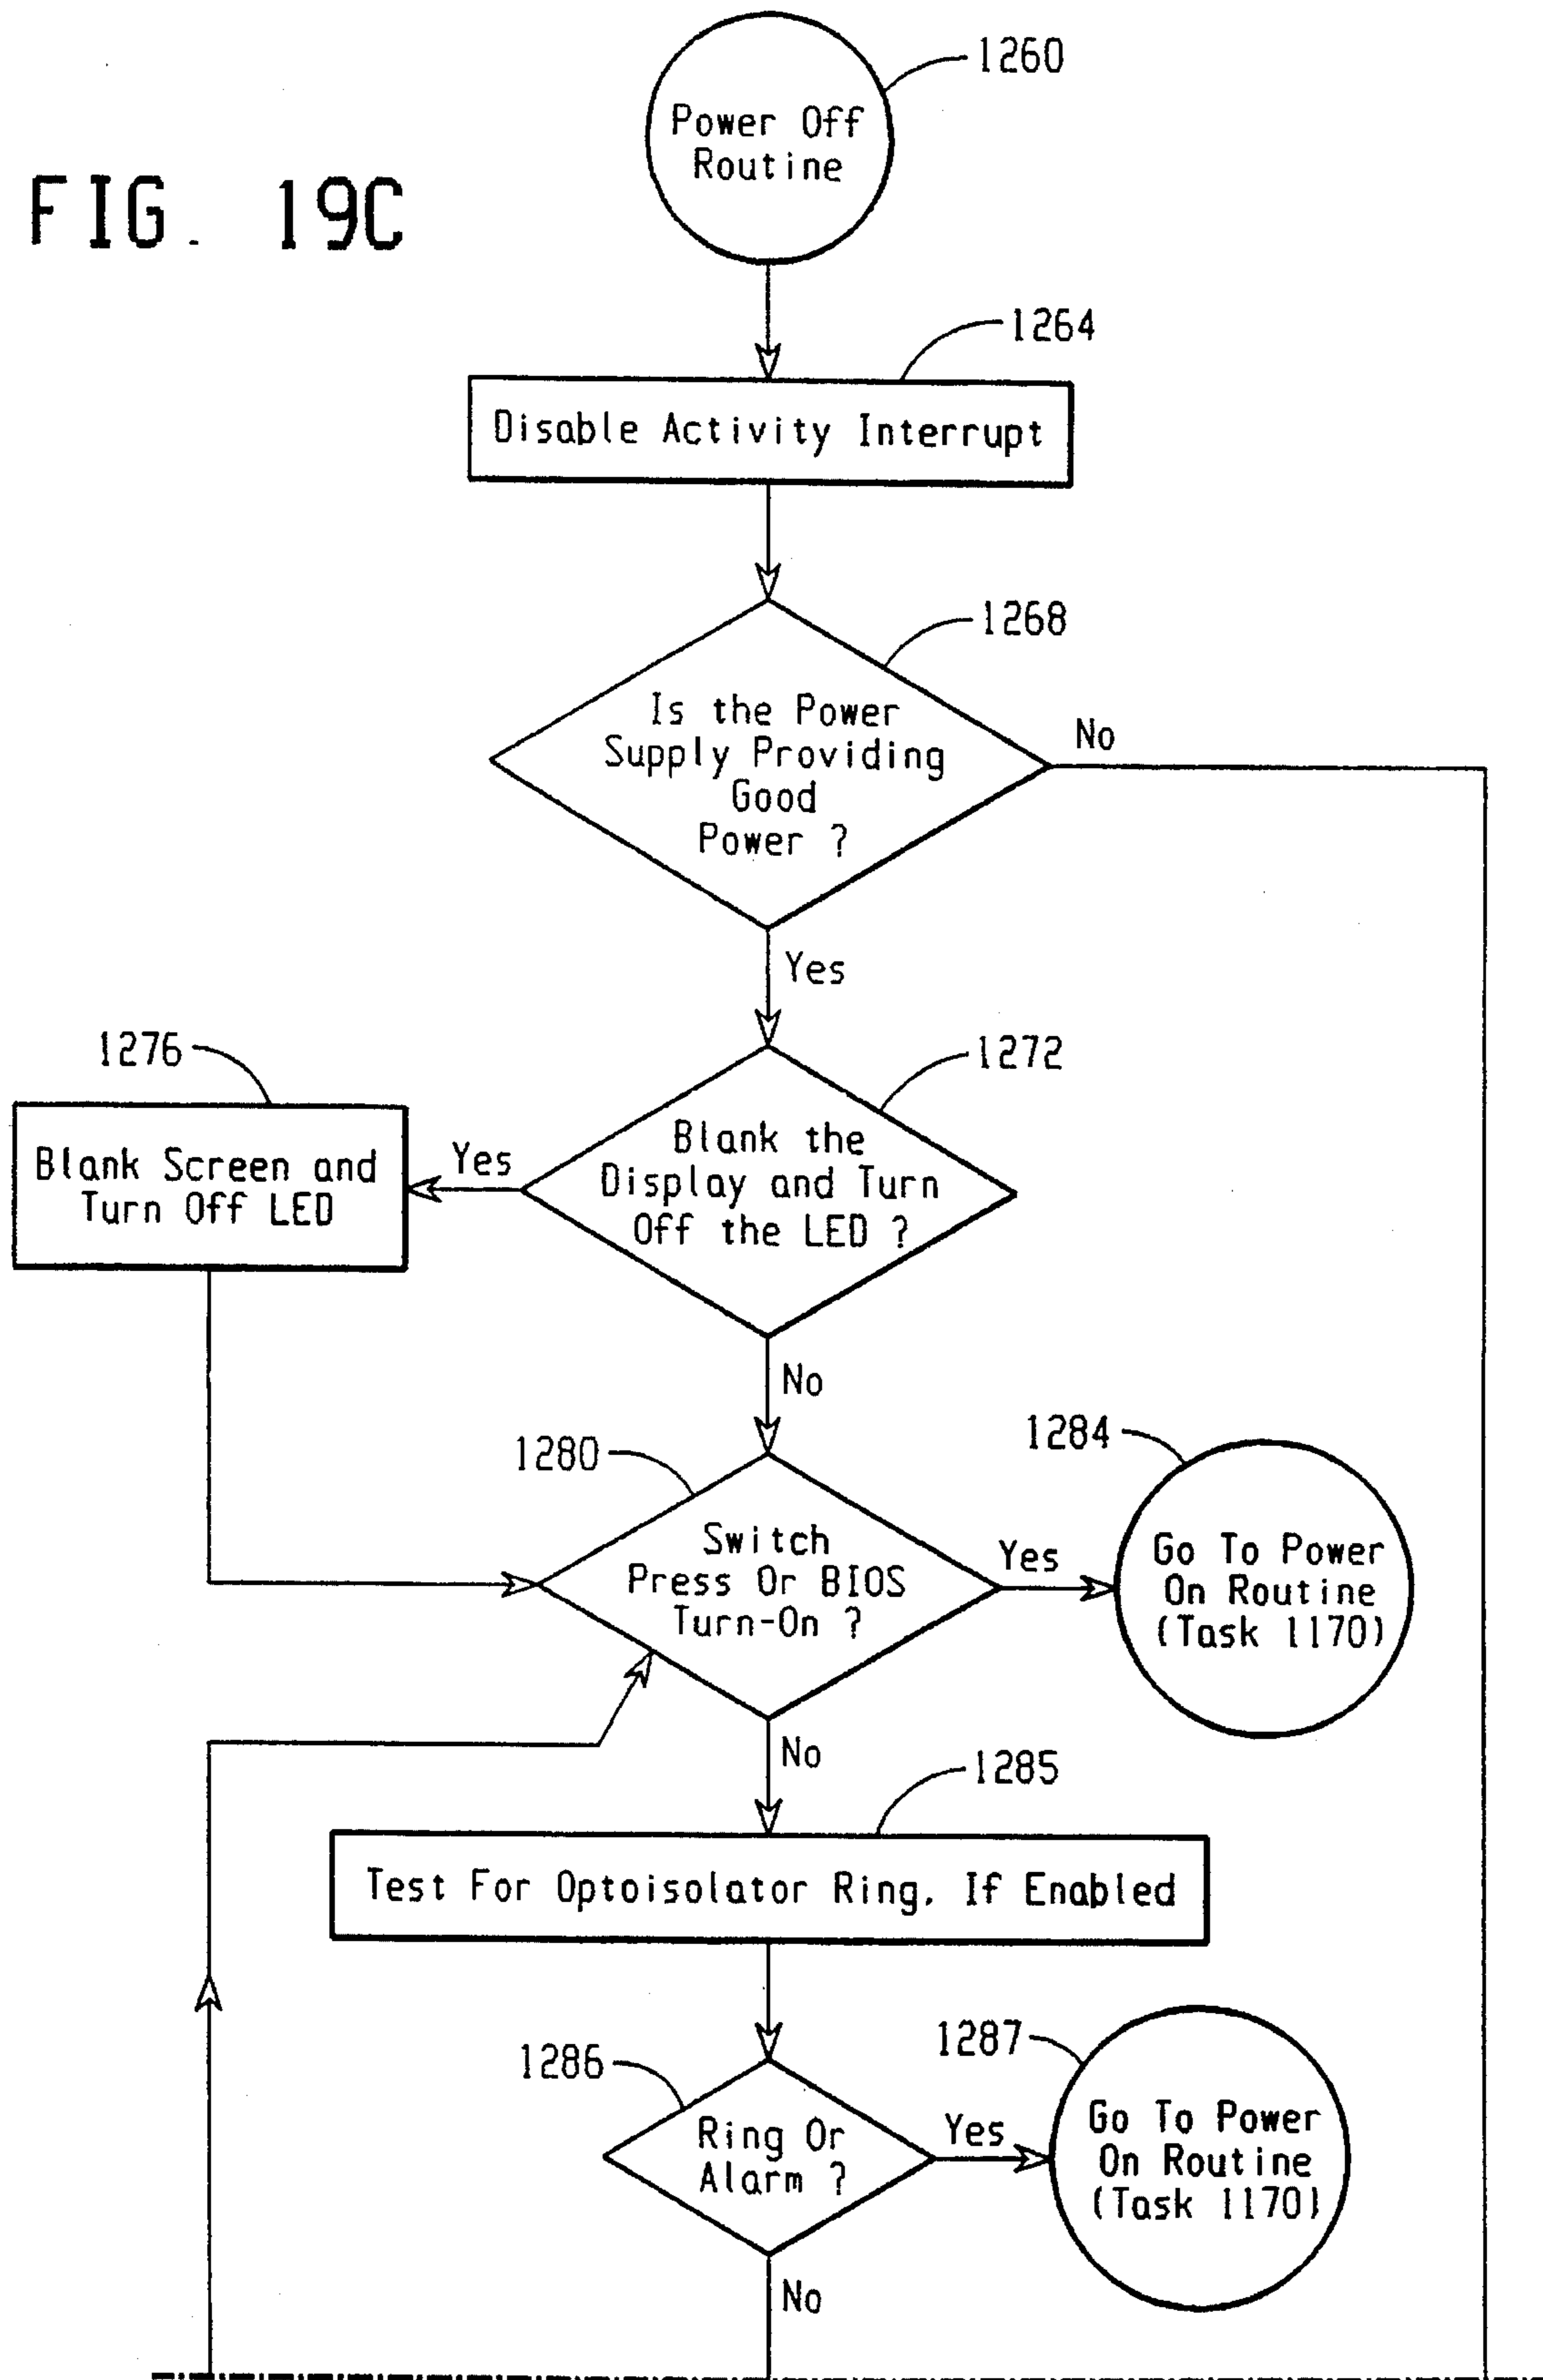 1260
Power Off
Routine
FIG. 19C
1264
Disable Activity Interrupt
1268
Is the Power
Supply Providing
Good
Power ?
No
Yes
1276
1272
Blank Screen and
Turn Off LED
Yes
Blank the
Display and Turn
Off the LED ?
No
1280
1284
Switch
Press Or BIOS
Turn-On ?
Yes
Go To Power
On Routine
(Task 1170)
No
1285
Test For Optoisolator Ring. If Enabled
1286
1287
Ring Or
Alarm ?
Yes
Go To Power
On Routine
(Task 1170)
No